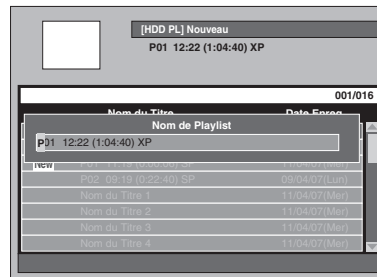 [HDD PL] Nouveau
P01 12:22 (1:04:40) XP
001/016
Nom du Titre Date Enreg
Nom de Playlist
P01 12:22 (1:04:40) XP
New P01 11:19 (0:00:00) SP 11/04/07(Mer)
P02 09:19 (0:22:40) SP 09/04/07(Lun)
Nom du Titre 1 11/04/07(Mer)
Nom du Titre 2 11/04/07(Mer)
Nom du Titre 3 11/04/07(Mer)
Nom du Titre 4 11/04/07(Mer)